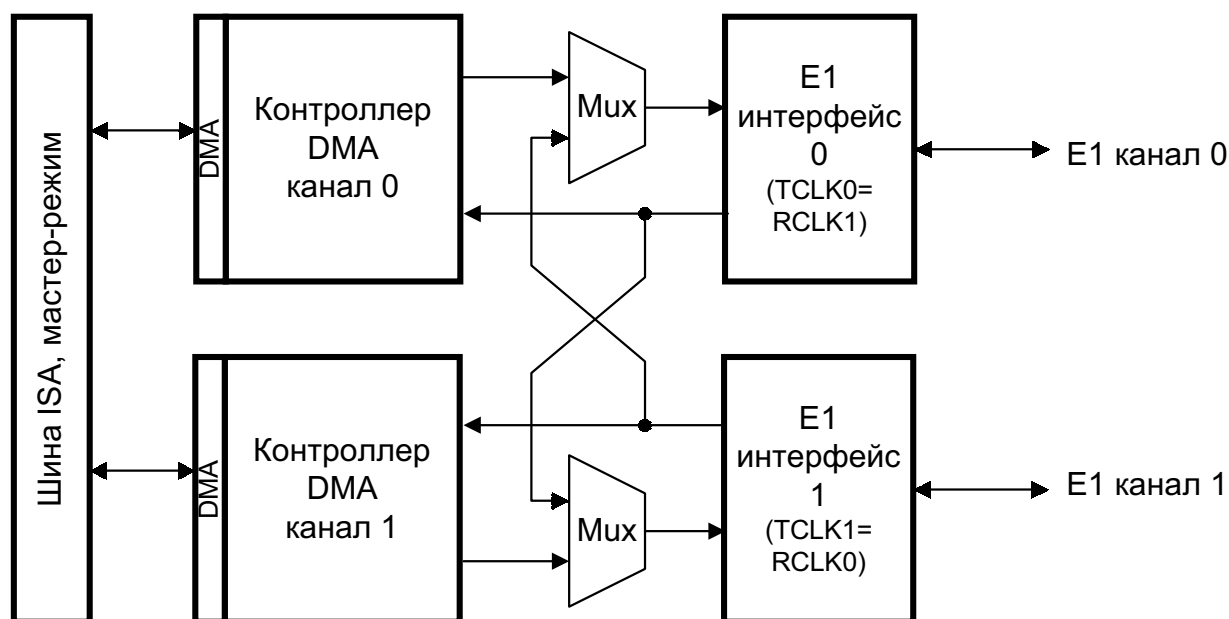 Шина ISA, мастер-режим
DMA
Контроллер
DMA
канал 0
Mux
E1
интерфейс
0
(TCLK0=
RCLK1)
E1 канал 0
DMA
Контроллер
DMA
канал 1
Mux
E1
интерфейс
1
(TCLK1=
RCLK0)
E1 канал 1